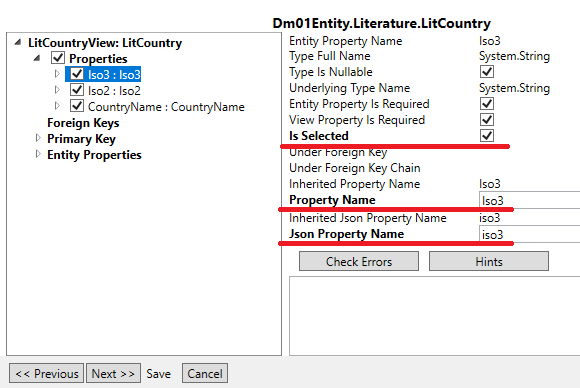 Dm01Entity.Literature.LitCountry
LitCountryView: LitCountry
Properties
Iso3 : Iso3
Iso2 : Iso2
CountryName : CountryName
Foreign Keys
Primary Key
Entity Properties
Entity Property Name Iso3
Type Full Name System.String
Type Is Nullable
Underlying Type Name System.String
Entity Property Is Required
View Property Is Required
Is Selected
Under Foreign Key
Under Foreign Key Chain
Inherited Property Name Iso3
Property Name Iso3
Inherited Json Property Name iso3
Json Property Name iso3
Check Errors Hints
<< Previous Next >> Save Cancel